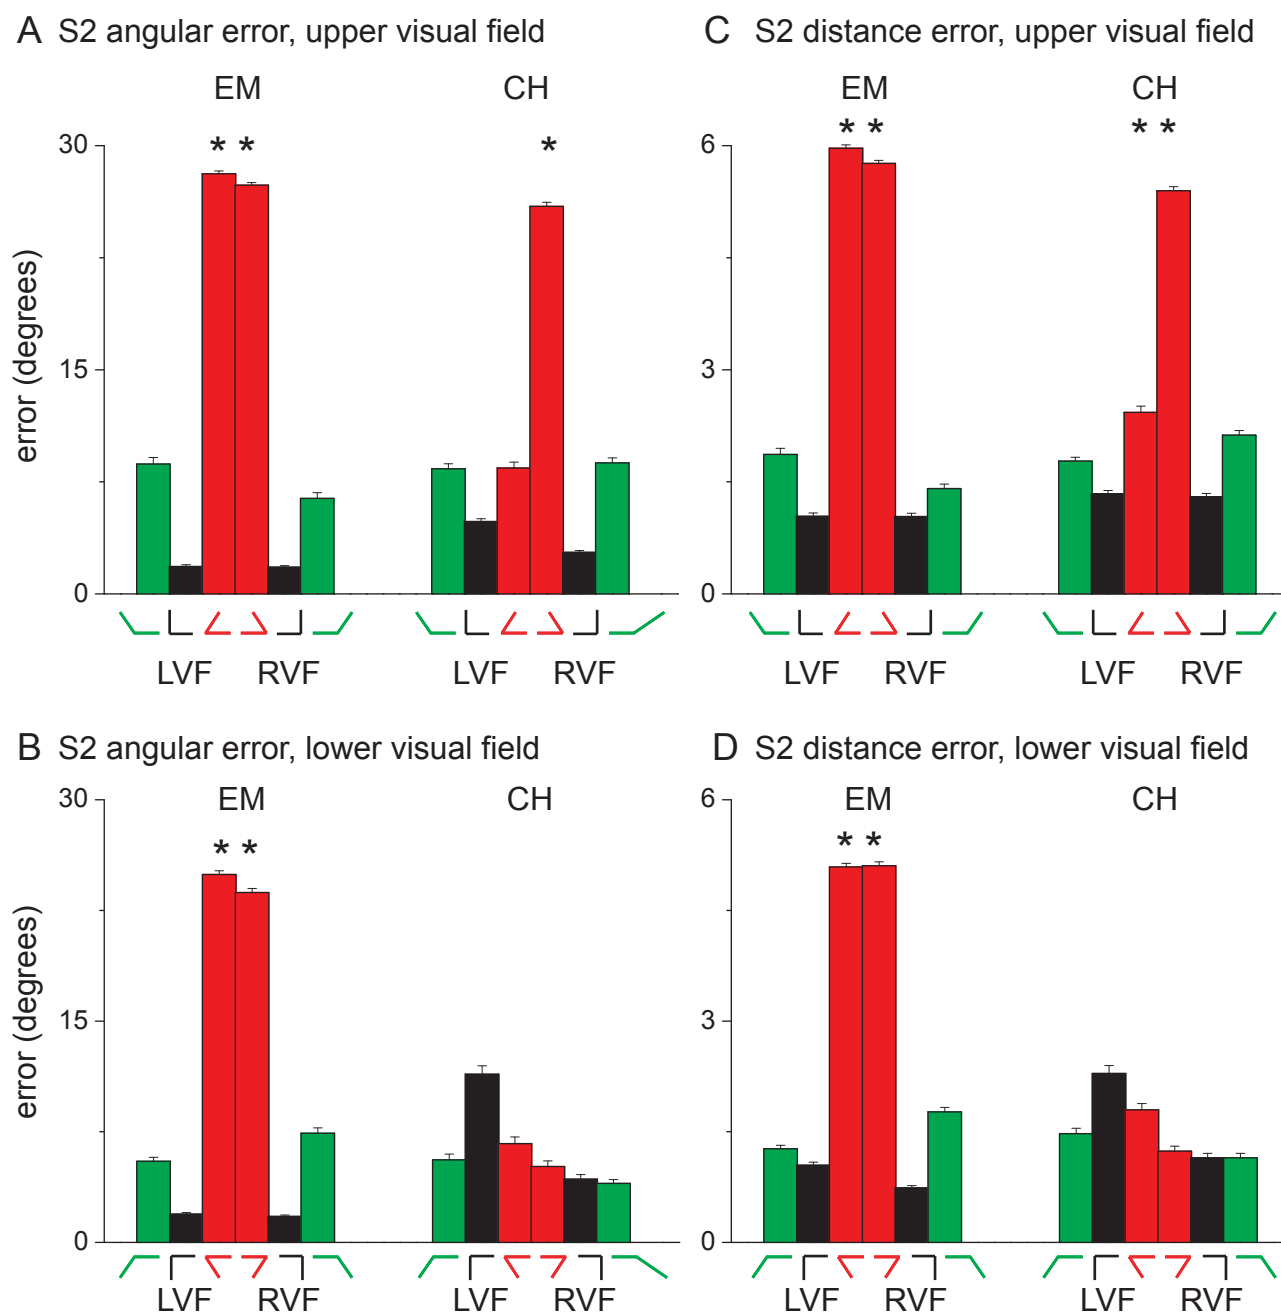 A S2 angular error, upper visual field
EM CH
* * *
30
15
0
error (degrees)
LVF RVF LVF RVF
C S2 distance error, upper visual field
EM CH
* * * *
6
3
0
LVF RVF LVF RVF
B S2 angular error, lower visual field
EM CH
* *
30
15
0
error (degrees)
LVF RVF LVF RVF
D S2 distance error, lower visual field
EM CH
* *
6
3
0
LVF RVF LVF RVF